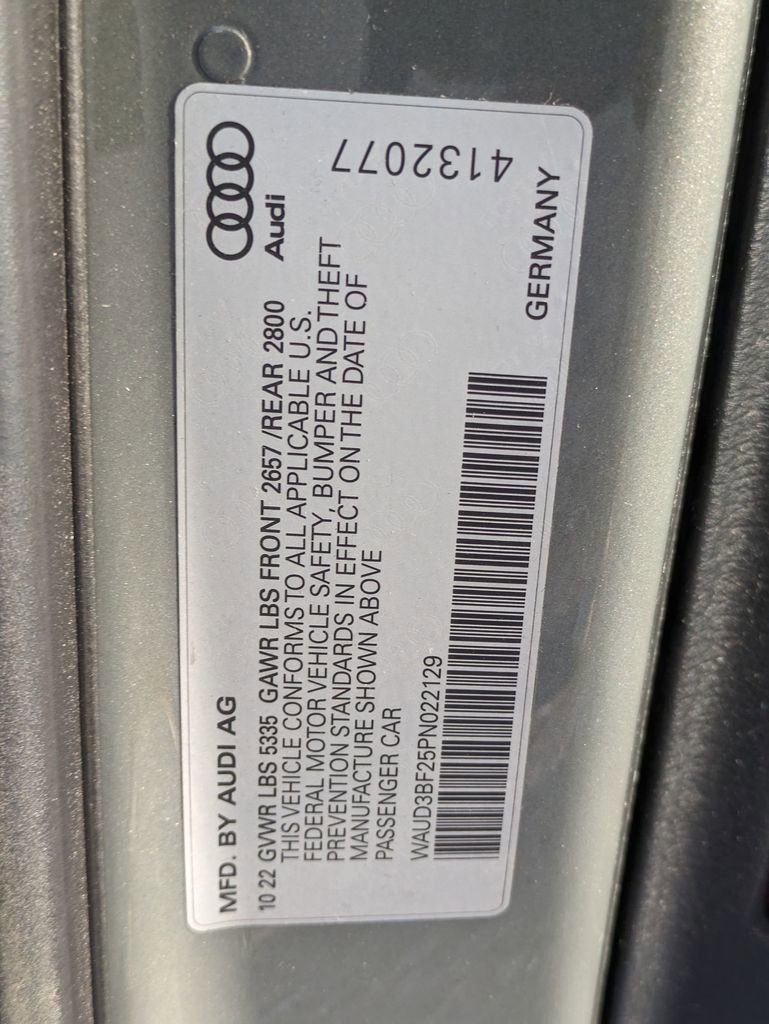 MFD. BY AUDI AG
Audi
10 22 GVWR LBS 5335 GAWR LBS FRONT 2657 /REAR 2800
THIS VEHICLE CONFORMS TO ALL APPLICABLE U.S.
FEDERAL MOTOR VEHICLE SAFETY, BUMPER AND THEFT
PREVENTION STANDARDS IN EFFECT ON THE DATE OF
MANUFACTURE SHOWN ABOVE
PASSENGER CAR
4132077
WAUD3BF25PN022129
GERMANY